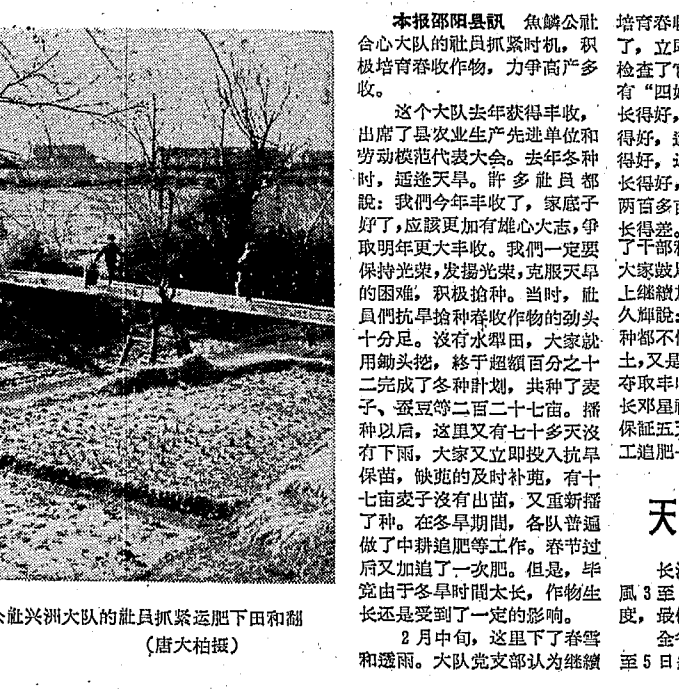 本报邵阳县訊　魚鱗公社
合心大队的社員抓紧时机，积
极培育春收作物，力爭高产多
收。
这个大队去年获得丰收，
出席了县农业生产先进单位和
劳动模范代表大会。去年冬种
时，适逢天旱。許多社員都
說：我們今年丰收了，家底子
好了，应該更加有雄心大志，爭
取明年更大丰收。我們一定要
保持光荣，发揚光荣，克服天旱
的困难，积极搶种。当时，社
員們抗旱搶种春收作物的劲头
十分足。沒有水犁田，大家就
用鋤头挖，終于超額百分之十
二完成了冬种計划，共种了麦
子、蚕豆等二百二十七亩。播
种以后，这里又有七十多天沒
有下雨，大家又立即投入抗旱
保苗，缺蔸的及时补蔸，有十
七亩麦子沒有出苗，又重新播
了种。在冬旱期間，各队普遍
做了中耕追肥等工作。春节过
后又加追了一次肥。但是，毕
竟由于冬旱时間太长，作物生
长还是受到了一定的影响。
2月中旬，这里下了春雪
和透雨。大队党支部认为继續
培育春收
了，立即
檢查了
有“四
长得好，
得好，
得好，
长得好，
两百多
长得差。
了干部
大家鼓
上继續
久輝說：
种都不
土，又是
夺取丰
长邓星
保証五
工追肥
天
长
風3至
度，最
全
至5日
社兴洲大队的社員抓紧运肥下田和翻
(唐大柏摄)